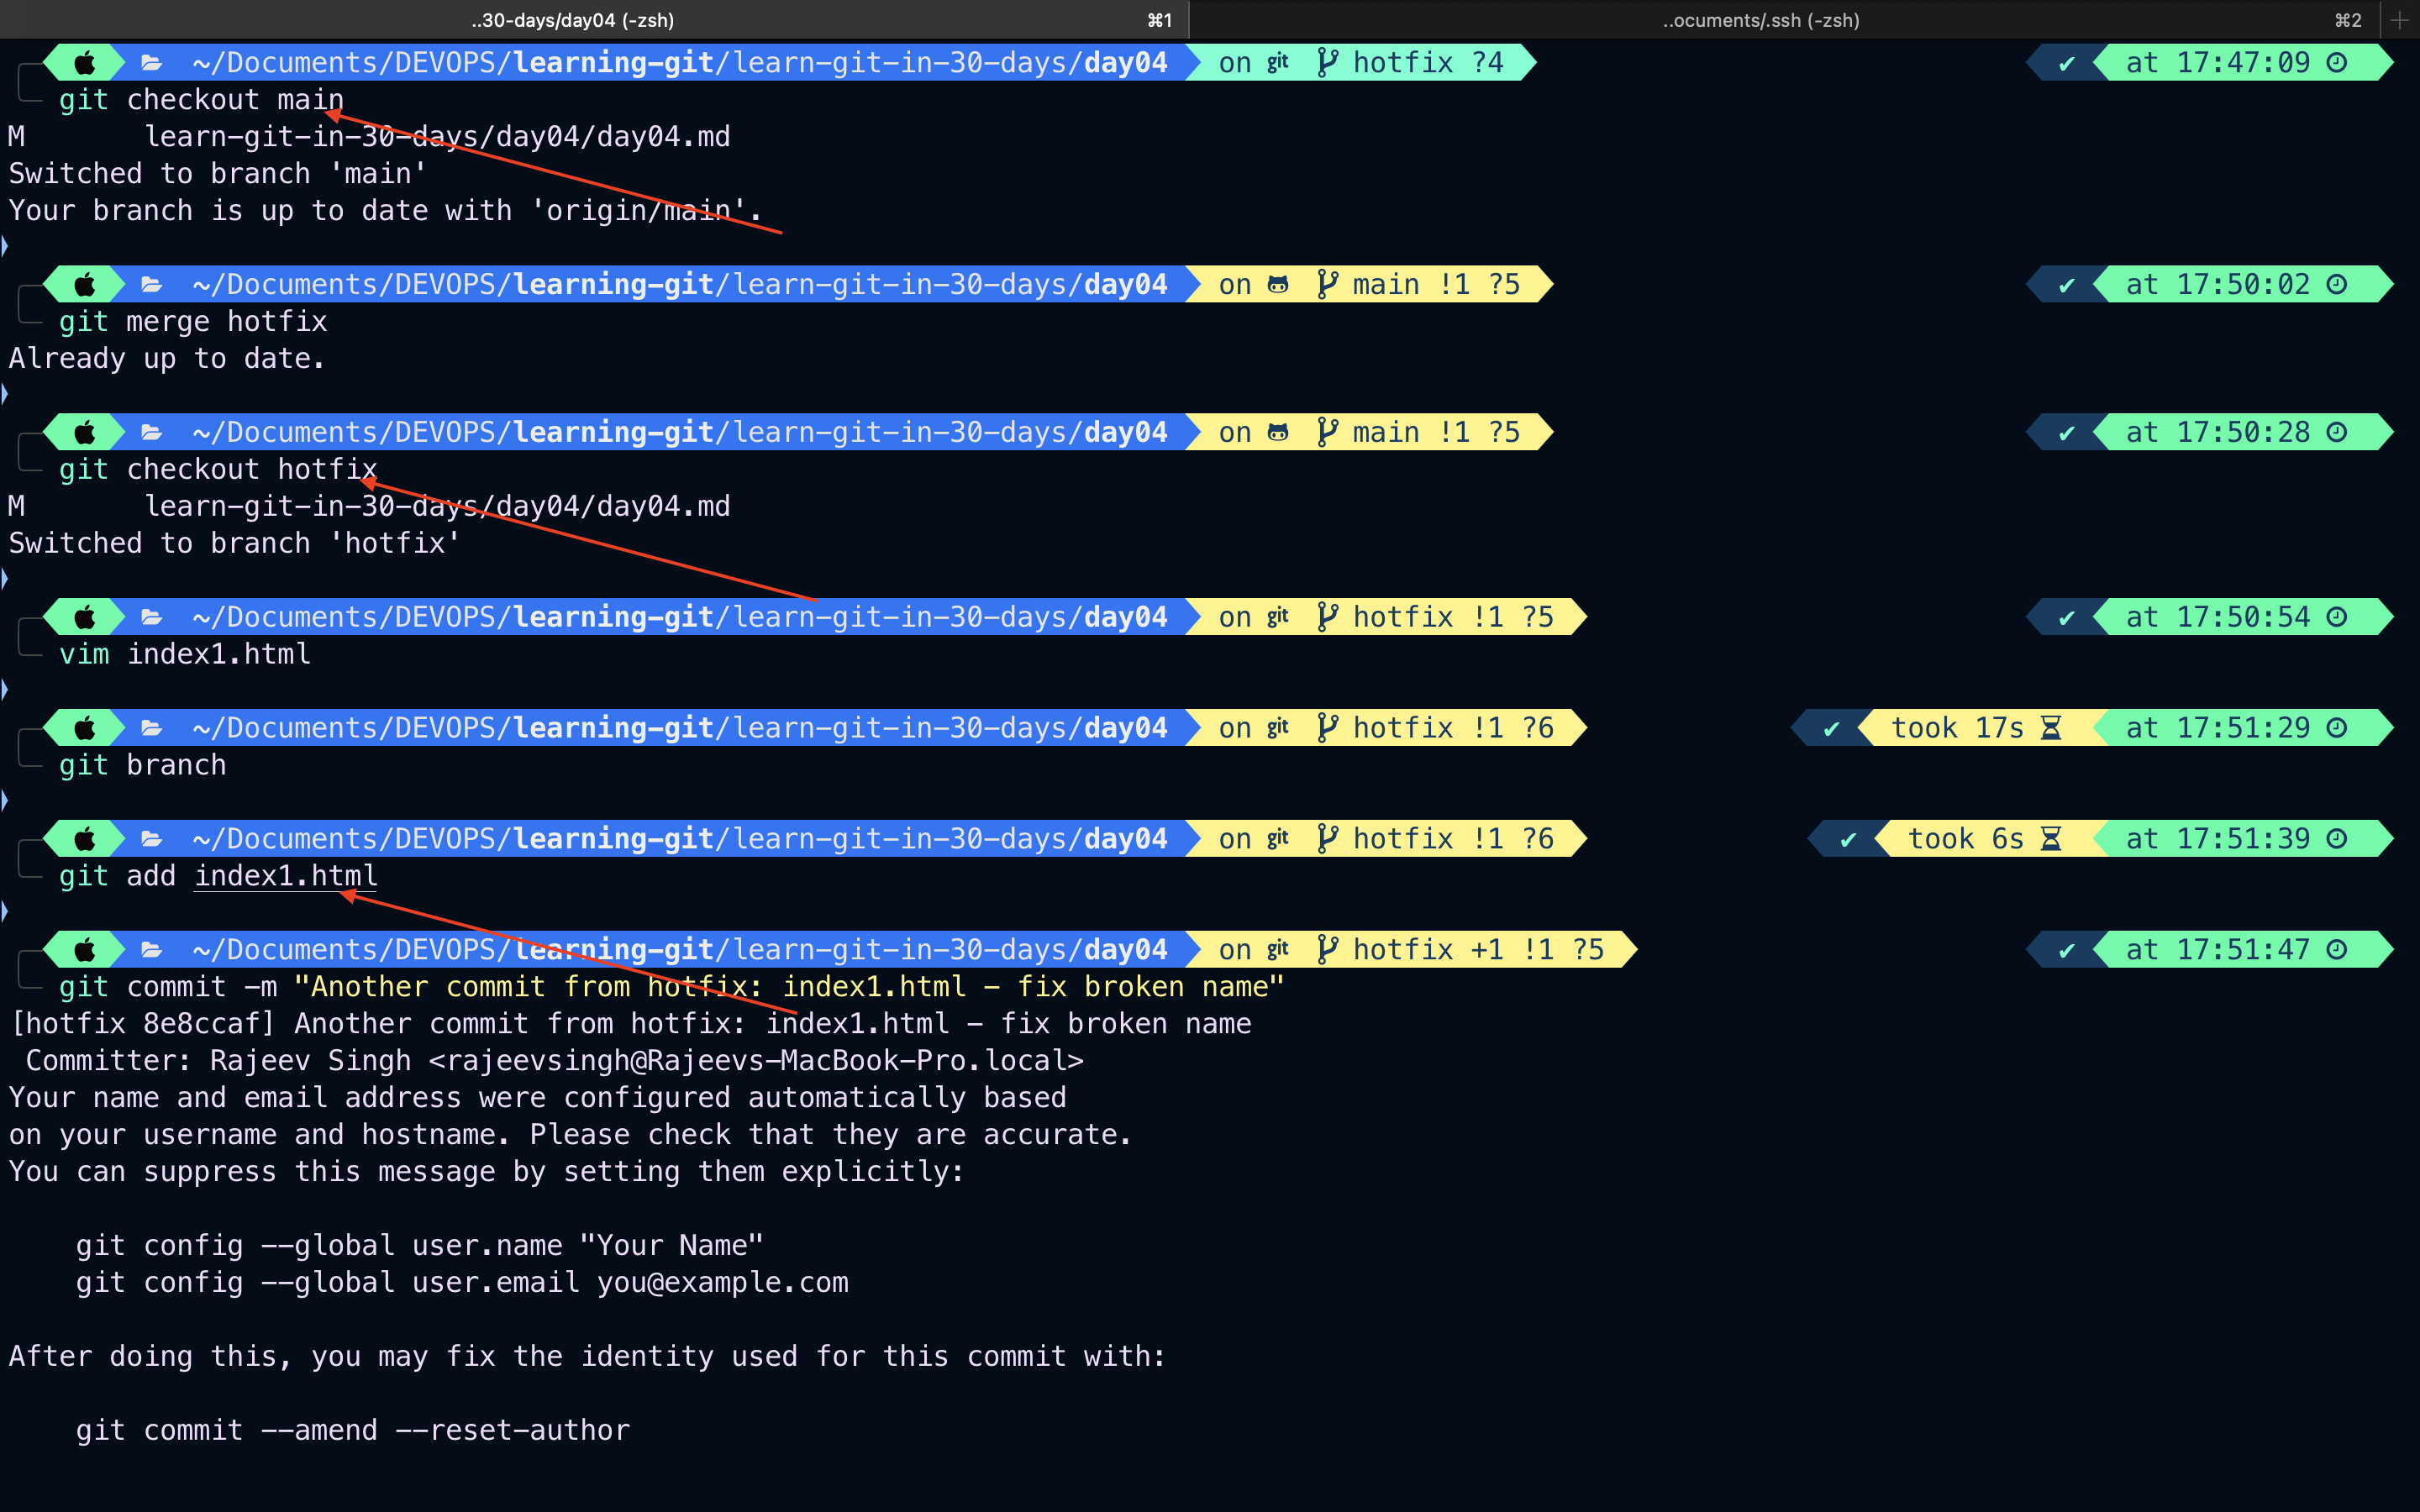 ..30-days/day04 (-zsh) ⌘1 ..ocuments/.ssh (-zsh) ⌘2
~/Documents/DEVOPS/learning-git/learn-git-in-30-days/day04 on git hotfix ?4 ✔ at 17:47:09
git checkout main
M learn-git-in-30-days/day04/day04.md
Switched to branch 'main'
Your branch is up to date with 'origin/main'.
~/Documents/DEVOPS/learning-git/learn-git-in-30-days/day04 on main !1 ?5 ✔ at 17:50:02
git merge hotfix
Already up to date.
~/Documents/DEVOPS/learning-git/learn-git-in-30-days/day04 on main !1 ?5 ✔ at 17:50:28
git checkout hotfix
M learn-git-in-30-days/day04/day04.md
Switched to branch 'hotfix'
~/Documents/DEVOPS/learning-git/learn-git-in-30-days/day04 on git hotfix !1 ?5 ✔ at 17:50:54
vim index1.html
~/Documents/DEVOPS/learning-git/learn-git-in-30-days/day04 on git hotfix !1 ?6 ✔ took 17s at 17:51:29
git branch
~/Documents/DEVOPS/learning-git/learn-git-in-30-days/day04 on git hotfix !1 ?6 ✔ took 6s at 17:51:39
git add index1.html
~/Documents/DEVOPS/learning-git/learn-git-in-30-days/day04 on git hotfix +1 !1 ?5 ✔ at 17:51:47
git commit -m "Another commit from hotfix: index1.html - fix broken name"
[hotfix 8e8ccaf] Another commit from hotfix: index1.html - fix broken name
Committer: Rajeev Singh <rajeevsingh@Rajeevs-MacBook-Pro.local>
Your name and email address were configured automatically based
on your username and hostname. Please check that they are accurate.
You can suppress this message by setting them explicitly:
git config --global user.name "Your Name"
git config --global user.email you@example.com
After doing this, you may fix the identity used for this commit with:
git commit --amend --reset-author